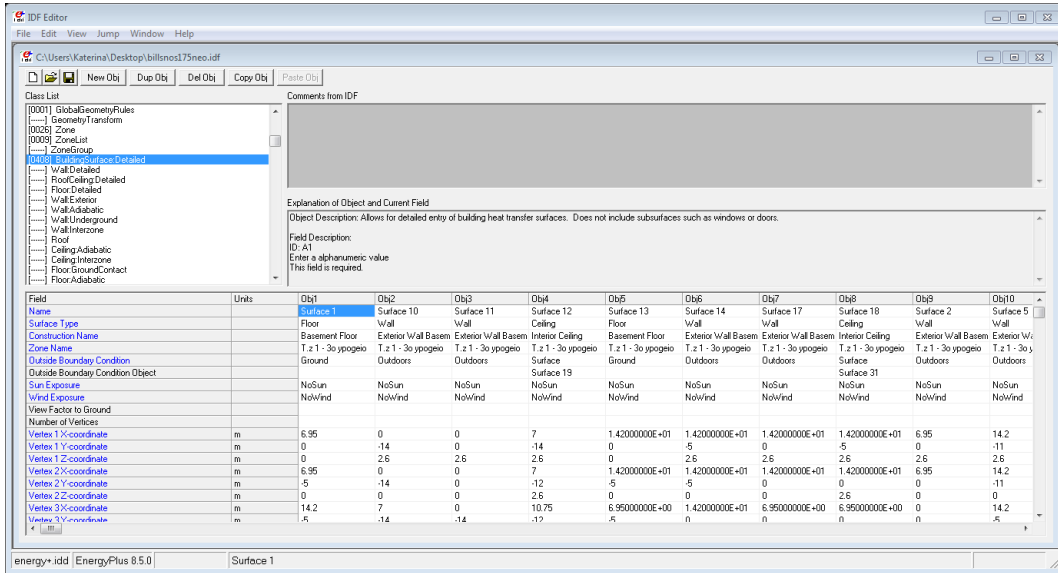 IDF Editor
File Edit View Jump Window Help
C:\Users\Katerina\Desktop\billsnos175neo.idf
New Obj Dup Obj Del Obj Copy Obj Paste Obj
Class List
Comments from IDF
[0001] GlobalGeometryRules
[------] GeometryTransform
[0026] Zone
[0009] ZoneList
[------] ZoneGroup
[0408] BuildingSurface:Detailed
[------] Wall:Detailed
[------] RoofCeiling:Detailed
[------] Floor:Detailed
[------] Wall:Exterior
[------] Wall:Adiabatic
[------] Wall:Underground
[------] Wall:Interzone
[------] Roof
[------] Ceiling:Adiabatic
[------] Ceiling:Interzone
[------] Floor:GroundContact
[------] Floor:Adiabatic
Explanation of Object and Current Field
Object Description: Allows for detailed entry of building heat transfer surfaces. Does not include subsurfaces such as windows or doors.
Field Description:
ID: A1
Enter a alphanumeric value
This field is required.
Field Units Obj1 Obj2 Obj3 Obj4 Obj5 Obj6 Obj7 Obj8 Obj9 Obj10
Name Surface 1 Surface 10 Surface 11 Surface 12 Surface 13 Surface 14 Surface 17 Surface 18 Surface 2 Surface 5
Surface Type Floor Wall Wall Ceiling Floor Wall Wall Ceiling Wall Wall
Construction Name Basement Floor Exterior Wall Basem Exterior Wall Basem Interior Ceiling Basement Floor Exterior Wall Basem Exterior Wall Basem Interior Ceiling Exterior Wall Basem Exterior Wa
Zone Name T.z 1 - 3o ypogeio T.z 1 - 3o ypogeio T.z 1 - 3o ypogeio T.z 1 - 3o ypogeio T.z 1 - 3o ypogeio T.z 1 - 3o ypogeio T.z 1 - 3o ypogeio T.z 1 - 3o ypogeio T.z 1 - 3o ypogeio T.z 1 - 3o y
Outside Boundary Condition Ground Outdoors Outdoors Surface Ground Outdoors Outdoors Surface Outdoors Outdoors
Outside Boundary Condition Object Surface 19 Surface 31
Sun Exposure NoSun NoSun NoSun NoSun NoSun NoSun NoSun NoSun NoSun NoSun
Wind Exposure NoWind NoWind NoWind NoWind NoWind NoWind NoWind NoWind NoWind NoWind
View Factor to Ground
Number of Vertices
Vertex 1 X-coordinate m 6.95 0 0 7 1.42000000E+01 1.42000000E+01 1.42000000E+01 1.42000000E+01 6.95 14.2
Vertex 1 Y-coordinate m 0 -14 0 -14 0 -5 0 -5 0 -11
Vertex 1 Z-coordinate m 0 2.6 2.6 2.6 0 2.6 2.6 2.6 2.6 2.6
Vertex 2 X-coordinate m 6.95 0 0 7 1.42000000E+01 1.42000000E+01 1.42000000E+01 1.42000000E+01 6.95 14.2
Vertex 2 Y-coordinate m -5 -14 0 -12 -5 -5 0 0 0 -11
Vertex 2 Z-coordinate m 0 0 0 2.6 0 0 0 2.6 0 0
Vertex 3 X-coordinate m 14.2 7 0 10.75 6.95000000E+00 1.42000000E+01 6.95000000E+00 6.95000000E+00 0 14.2
Vertex 3 Y-coordinate m -5 -14 -14 -12 -5 0 0 0 0 -5
energy+.idd EnergyPlus 8.5.0 Surface 1